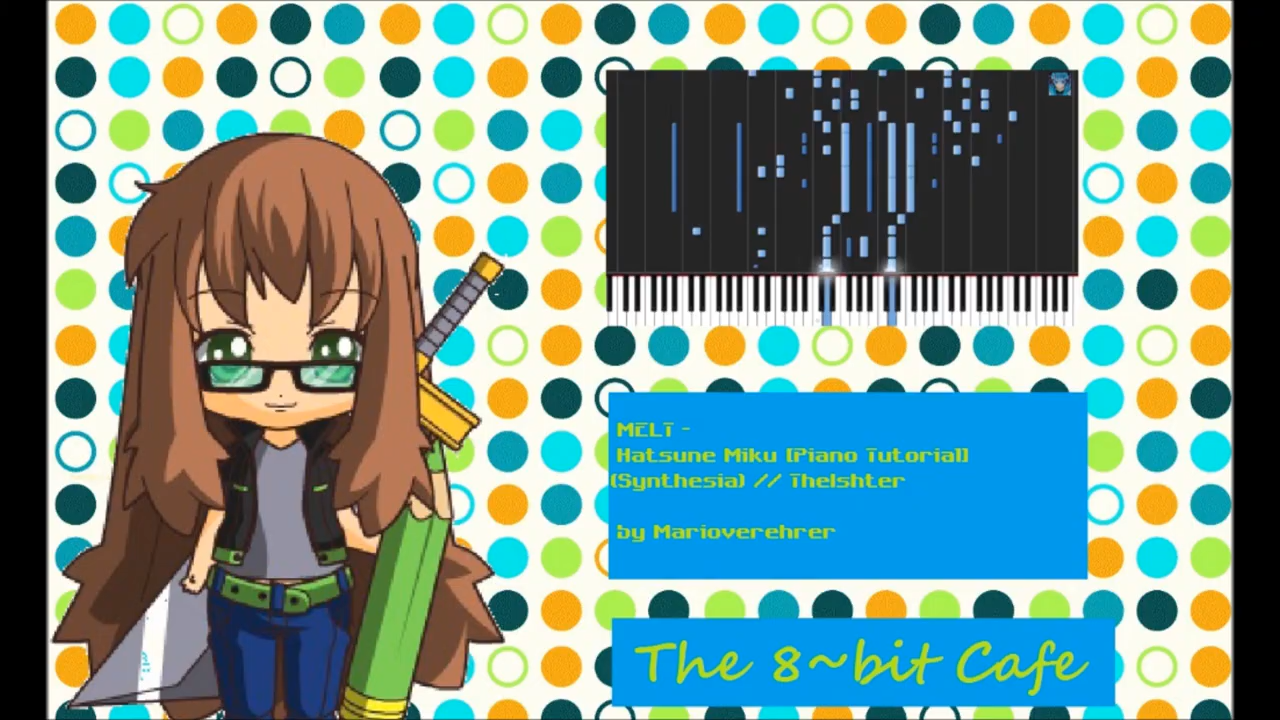 MELT -
Hatsune Miku [Piano Tutorial]
(Synthesia) // TheIshter
by Marioverehrer
The 8~bit Cafe